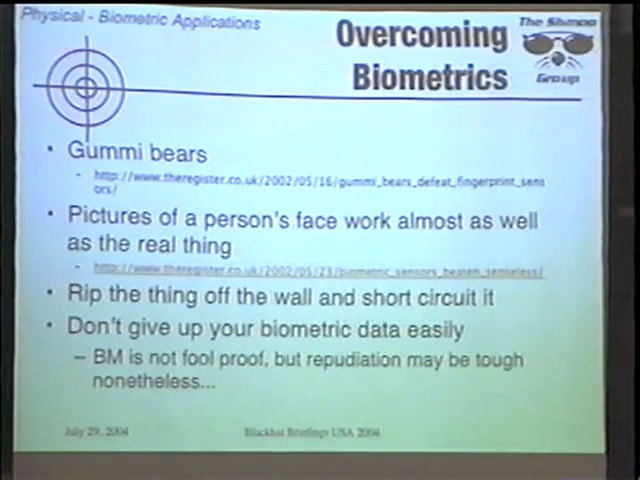 Physical - Biometric Applications
Overcoming
Biometrics
The Shmoo
Group
• Gummi bears
- http://www.theregister.co.uk/2002/05/16/gummi_bears_defeat_fingerprint_sens
ors/
• Pictures of a person's face work almost as well
as the real thing
- http://www.theregister.co.uk/2002/05/23/biometric_sensors_beaten_senseless/
• Rip the thing off the wall and short circuit it
• Don't give up your biometric data easily
– BM is not fool proof, but repudiation may be tough
nonetheless...
July 29, 2004
Blackhat Briefings USA 2004